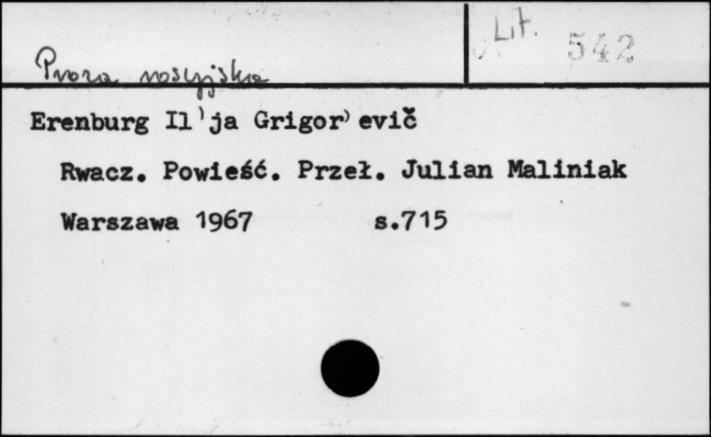 Lit. 542
Proza rosyjska
Erenburg Il'ja Grigor'evič
Rwacz. Powieść. Przeł. Julian Maliniak
Warszawa 1967 s.715